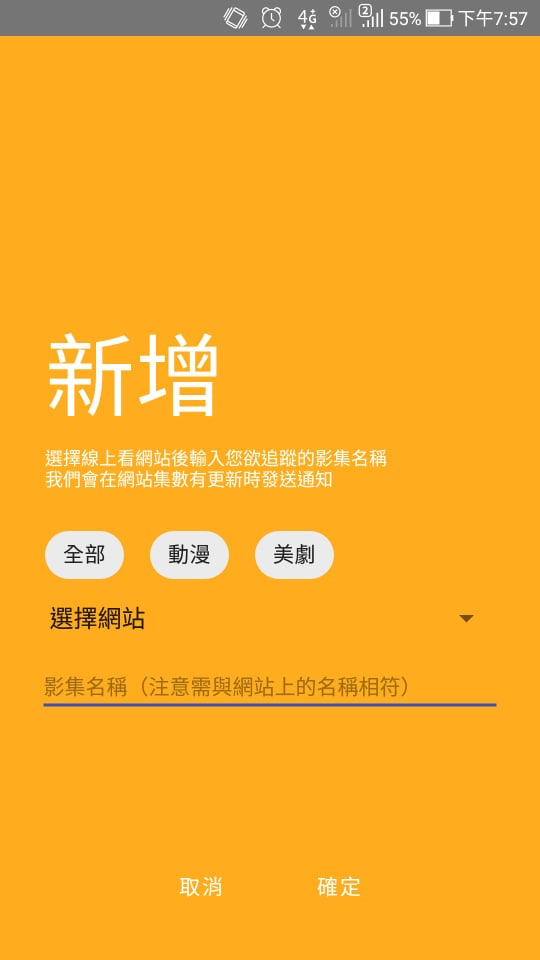 4G 2 55% 下午7:57
新增
選擇線上看網站後輸入您欲追蹤的影集名稱
我們會在網站集數有更新時發送通知
全部 動漫 美劇
選擇網站
影集名稱（注意需與網站上的名稱相符）
取消 確定